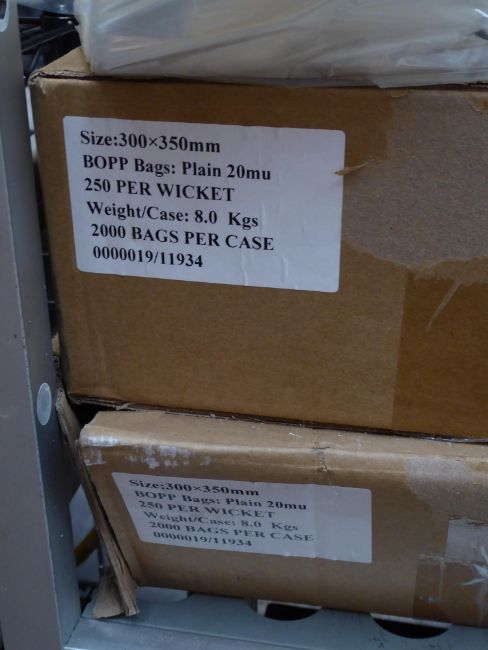 Size:300×350mm
BOPP Bags: Plain 20mu
250 PER WICKET
Weight/Case: 8.0 Kgs
2000 BAGS PER CASE
0000019/11934
Size:300×350mm
BOPP Bags: Plain 20mu
250 PER WICKET
Weight/Case: 8.0 Kgs
2000 BAGS PER CASE
0000019/11934